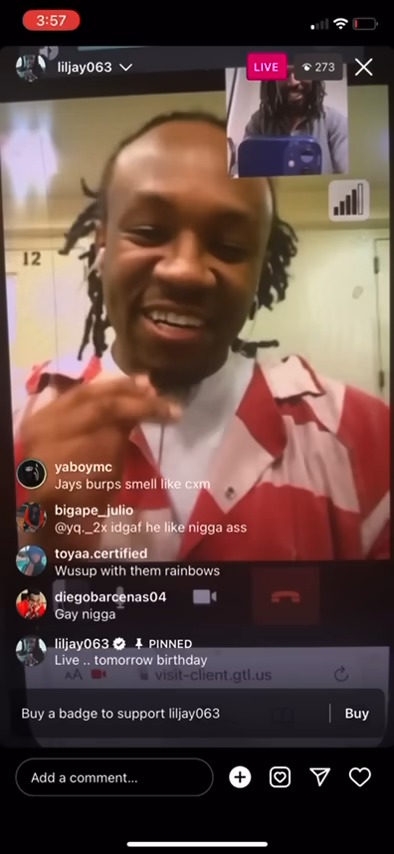 3:57
liljay063
LIVE
273
12
yaboymc
Jays burps smell like cxm
bigape_julio
@yq._2x idgaf he like nigga ass
toyaa.certified
Wusup with them rainbows
diegobarcenas04
Gay nigga
liljay063 PINNED
Live .. tomorrow birthday
AA visit-client.gtl.us
Buy a badge to support liljay063 Buy
Add a comment...